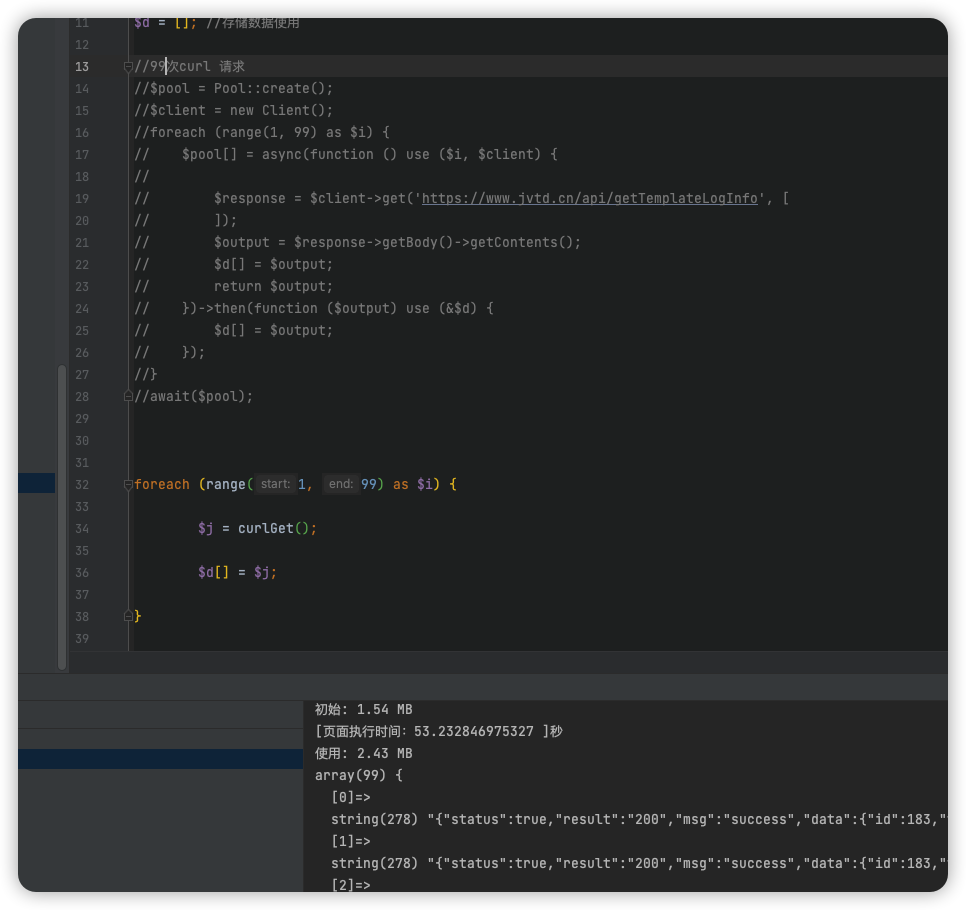 11 $d = []; //存储数据使用
12
13 //99次curl 请求
14 //$pool = Pool::create();
15 //$client = new Client();
16 //foreach (range(1, 99) as $i) {
17 //    $pool[] = async(function () use ($i, $client) {
18 //
19 //        $response = $client->get('https://www.jvtd.cn/api/getTemplateLogInfo', [
20 //        ]);
21 //        $output = $response->getBody()->getContents();
22 //        $d[] = $output;
23 //        return $output;
24 //    })->then(function ($output) use (&$d) {
25 //        $d[] = $output;
26 //    });
27 //}
28 //await($pool);
29
30
31
32 foreach (range( start: 1, end: 99) as $i) {
33
34         $j = curlGet();
35
36         $d[] = $j;
37
38 }
39
初始: 1.54 MB
[页面执行时间: 53.232846975327 ]秒
使用: 2.43 MB
array(99) {
  [0]=>
  string(278) "{"status":true,"result":"200","msg":"success","data":{"id":183,"
  [1]=>
  string(278) "{"status":true,"result":"200","msg":"success","data":{"id":183,"
  [2]=>